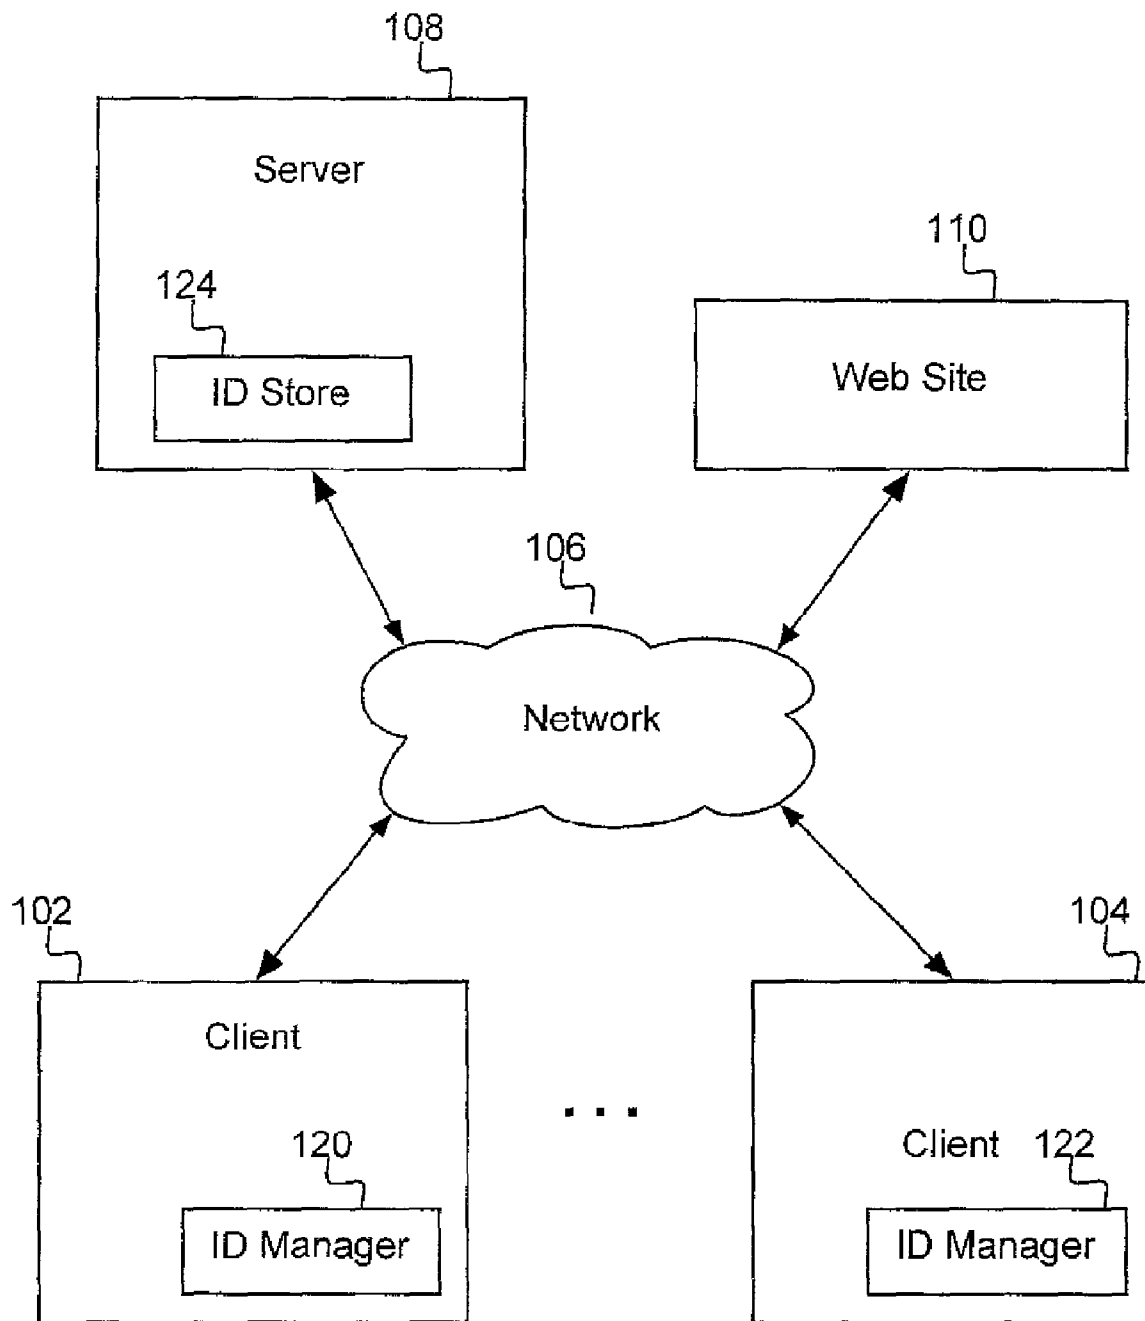 108
Server
110
124
ID Store
Web Site
106
Network
102
104
Client
120
Client
122
ID Manager
ID Manager